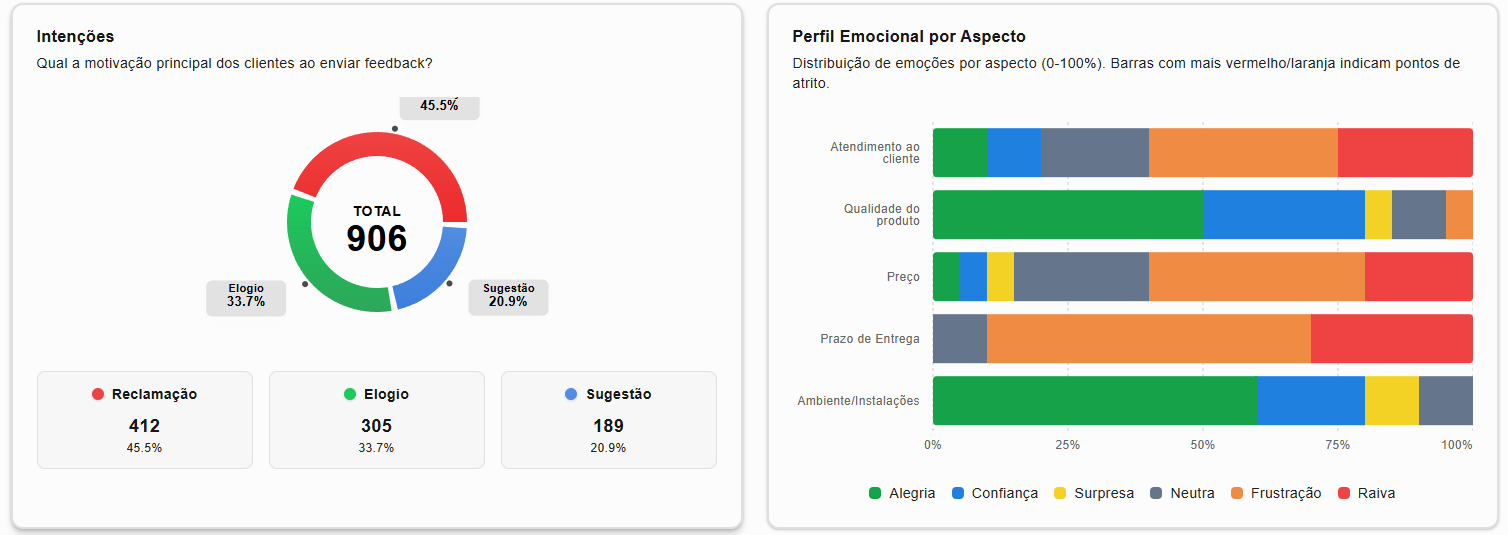 Intenções
Qual a motivação principal dos clientes ao enviar feedback?
45.5%
TOTAL
906
Elogio
33.7%
Sugestão
20.9%
Reclamação
412
45.5%
Elogio
305
33.7%
Sugestão
189
20.9%
Perfil Emocional por Aspecto
Distribuição de emoções por aspecto (0-100%). Barras com mais vermelho/laranja indicam pontos de
atrito.
Atendimento ao
cliente
Qualidade do
produto
Preço
Prazo de Entrega
Ambiente/Instalações
0% 25% 50% 75% 100%
Alegria Confiança Surpresa Neutra Frustração Raiva